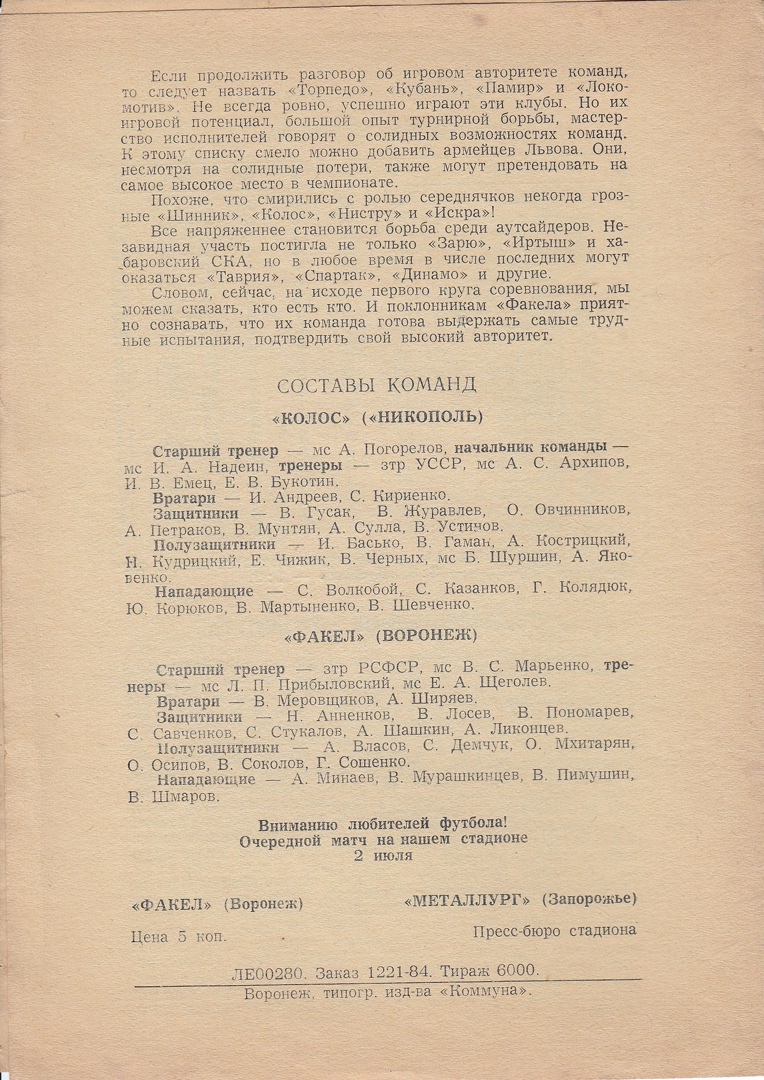 Если продолжить разговор об игровом авторитете команд,
то следует назвать «Торпедо», «Кубань», «Памир» и «Локо-
мотив». Не всегда ровно, успешно играют эти клубы. Но их
игровой потенциал, большой опыт турнирной борьбы, мастер-
ство исполнителей говорят о солидных возможностях команд.
К этому списку смело можно добавить армейцев Львова. Они,
несмотря на солидные потери, также могут претендовать на
самое высокое место в чемпионате.
Похоже, что смирились с ролью середнячков некогда гроз-
ные «Шинник», «Колос», «Нистру» и «Искра»!
Все напряженнее становится борьба среди аутсайдеров. Не-
завидная участь постигла не только «Зарю», «Иртыш» и ха-
баровский СКА, но в любое время в числе последних могут
оказаться «Таврия», «Спартак», «Динамо» и другие.
Словом, сейчас, на исходе первого круга соревнования, мы
можем сказать, кто есть кто. И поклонникам «Факела» прият-
но сознавать, что их команда готова выдержать самые труд-
ные испытания, подтвердить свой высокий авторитет.
СОСТАВЫ КОМАНД
«КОЛОС» («НИКОПОЛЬ)
Старший тренер — мс А. Погорелов, начальник команды —
мс И. А. Надеин, тренеры — зтр УССР, мс А. С. Архипов,
И. В. Емец, Е. В. Букотин.
Вратари — И. Андреев, С. Кириенко.
Защитники — В. Гусак, В. Журавлев, О. Овчинников,
А. Петраков, В. Мунтян, А. Сулла, В. Устинов.
Полузащитники — И. Басько, В. Гаман, А. Кострицкий,
Н. Кудрицкий, Е. Чижик, В. Черных, мс Б. Шуршин, А. Яко-
венко.
Нападающие — С. Волкобой, С. Казанков, Г. Колядюк,
Ю. Корюков, В. Мартыненко, В. Шевченко.
«ФАКЕЛ» (ВОРОНЕЖ)
Старший тренер — зтр РСФСР, мс В. С. Марьенко, тре-
неры — мс Л. П. Прибыловский, мс Е. А. Щеголев.
Вратари — В. Меровщиков, А. Ширяев.
Защитники — Н. Анненков, В. Лосев, В. Пономарев,
С. Савченков, С. Стукалов, А. Шашкин, А. Ликонцев.
Полузащитники — А. Власов, С. Демчук, О. Мхитарян,
О. Осипов, В. Соколов, Г. Сошенко.
Нападающие — А. Минаев, В. Мурашкинцев, В. Пимушин,
В. Шмаров.
Вниманию любителей футбола!
Очередной матч на нашем стадионе
2 июля
«ФАКЕЛ» (Воронеж) «МЕТАЛЛУРГ» (Запорожье)
Цена 5 коп. Пресс-бюро стадиона
ЛЕ00280. Заказ 1221-84. Тираж 6000.
Воронеж, типогр. изд-ва «Коммуна».